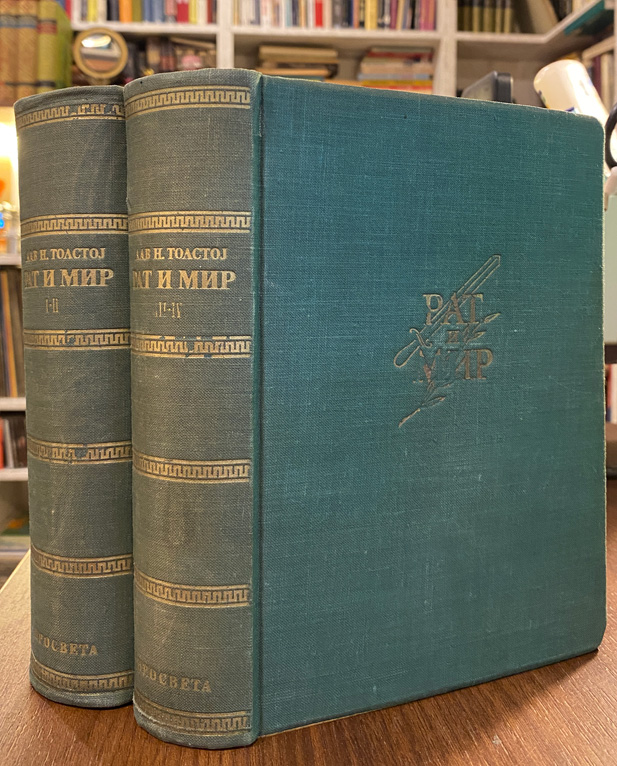 ЛАВ Н. ТОЛСТОЈ
РАТ И МИР
I-II
ПРОСВЕТА
ЛАВ Н. ТОЛСТОЈ
РАТ И МИР
III-IV
ПРОСВЕТА
РАТ
И
МИР